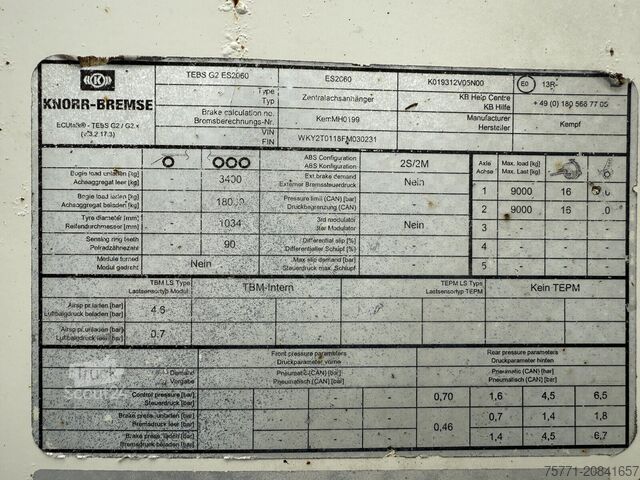 KNORR-BREMSE
ECUtalk® - TEBS G2 / G2.x
(v3.2.17.3)
TEBS G2 ES2060 ES2060 K019312V05N00 E0 13R-
Type
Typ Zentralachsanhänger KB Help Centre
KB Hilfe + 49 (0) 180 566 77 05
Brake calculation no.
Bremsberechnungs-Nr. KemMH0199 Manufacturer
Hersteller Kempf
VIN
FIN WKY2T0118FM030231
Bogie load unladen [kg]
Achsaggregat leer [kg] 3400
Bogie load laden [kg]
Achsaggregat beladen [kg]
Tyre diameter [mm]
Reifendurchmesser [mm] 1034
Sensing ring teeth
Polradzähnezahl 90
Module turned
Modul gedreht Nein
ABS Configuration
ABS Konfiguration 2S/2M
Ext.brake demand
Externer Bremssteuerdruck Nein
Pressure limit (CAN) [bar]
Druckbegrenzung (CAN) [bar]
3rd modulator
3ter Modulator Nein
Differential slip [%]
Differentieller Schlupf [%]
Max slip demand [bar]
Steuerdruck max. Schlupf
Axle
Achse Max. load [kg]
Max. Last [kg]
1 9000 16
2 9000 16 .0
3
4
5
TBM LS Type
Lastsensortyp Modul TBM-Intern TEPM LS Type
Lastsensortyp TEPM Kein TEPM
Airsp pr.laden [bar]
Luftbalgdruck beladen [bar] 4.6
Airsp pr.unladen [bar]
Luftbalgdruck leer [bar] 0.7
Front pressure parameters
Druckparameter vorne Rear pressure parameters
Druckparameter hinten
Demand
Vorgabe Pneumatic (CAN) [bar]
Pneumatisch (CAN) [bar] Pneumatic (CAN) [bar]
Pneumatisch (CAN) [bar]
Control pressure [bar]
Steuerdruck [bar] 0,70 1,6 4,5 6,5
Brake press. unladen [bar]
Bremsdruck leer [bar] 0,46 0,7 1,4 1,8
Brake press. laden [bar]
Bremsdruck beladen [bar] 1,4 4,5 6,7
Truck
Scout24
75771-20841657